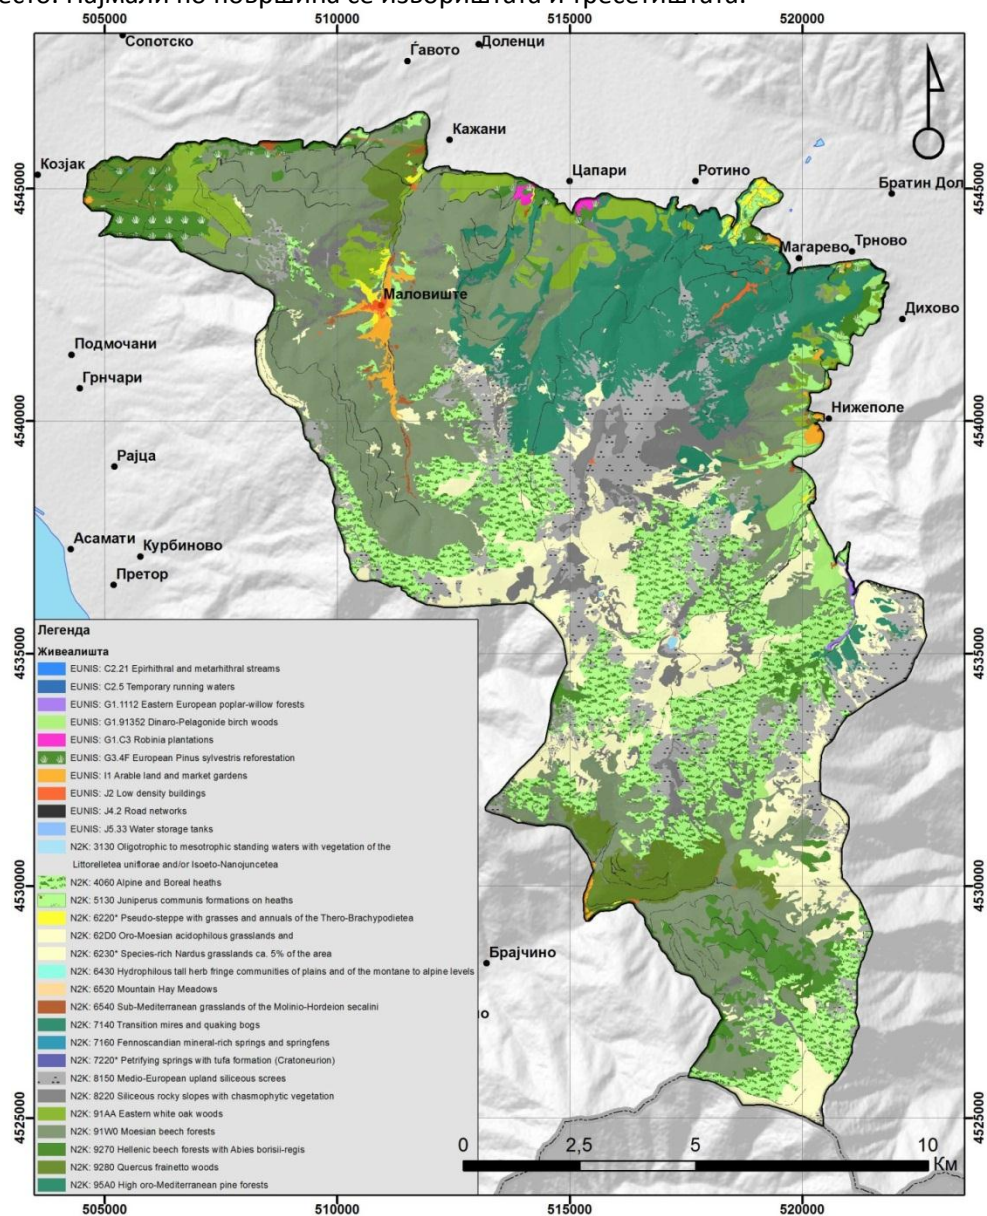 место. Најмали по површина се извориштата и тресетиштата.
505000
510000
515000
520000
Сопотско
Ѓавото
Доленци
Кажани
Козјак
Цапари
Ротино
Братин Дол
4545000
4545000
Магарево
Трново
Маловиште
Дихово
Подмочани
Грнчари
4540000
4540000
Нижеполе
Рајца
Асамати
Курбиново
Претор
4535000
4535000
Легенда
Живеалишта
EUNIS: C2.21 Epirhithral and metarhithral streams
EUNIS: C2.5 Temporary running waters
EUNIS: G1.1112 Eastern European poplar-willow forests
EUNIS: G1.91352 Dinaro-Pelagonide birch woods
EUNIS: G1.C3 Robinia plantations
EUNIS: G3.4F European Pinus sylvestris reforestation
EUNIS: I1 Arable land and market gardens
EUNIS: J2 Low density buildings
EUNIS: J4.2 Road networks
EUNIS: J5.33 Water storage tanks
N2K: 3130 Oligotrophic to mesotrophic standing waters with vegetation of the
Littorelletea uniflorae and/or Isoeto-Nanojuncetea
N2K: 4060 Alpine and Boreal heaths
N2K: 5130 Juniperus communis formations on heaths
N2K: 6220* Pseudo-steppe with grasses and annuals of the Thero-Brachypodietea
N2K: 62D0 Oro-Moesian acidophilous grasslands and
N2K: 6230* Species-rich Nardus grasslands ca. 5% of the area
N2K: 6430 Hydrophilous tall herb fringe communities of plains and of the montane to alpine levels
N2K: 6520 Mountain Hay Meadows
N2K: 6540 Sub-Mediterranean grasslands of the Molinio-Hordeion secalini
N2K: 7140 Transition mires and quaking bogs
N2K: 7160 Fennoscandian mineral-rich springs and springfens
N2K: 7220* Petrifying springs with tufa formation (Cratoneurion)
N2K: 8150 Medio-European upland siliceous screes
N2K: 8220 Siliceous rocky slopes with chasmophytic vegetation
N2K: 91AA Eastern white oak woods
N2K: 91W0 Moesian beech forests
N2K: 9270 Hellenic beech forests with Abies borisii-regis
N2K: 9280 Quercus frainetto woods
N2K: 95A0 High oro-Mediterranean pine forests
4530000
4530000
Брајчино
но
4525000
4525000
0 2,5 5 10
Км
505000
510000
515000
520000